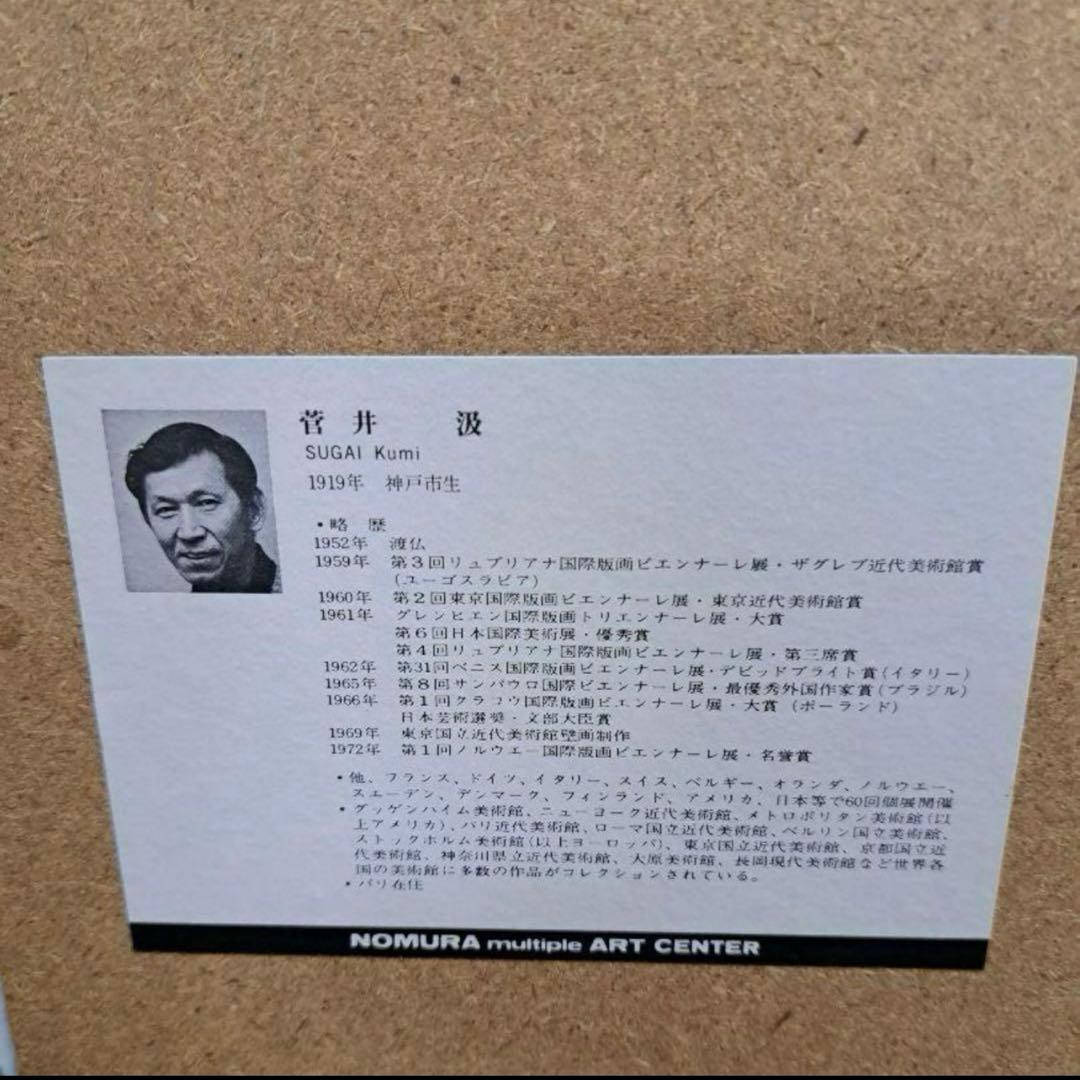 菅井 汲
SUGAI Kumi
1919年 神戸市生
・略 歴
1952年 渡仏
1959年 第3回リュブリアナ国際版画ビエンナーレ展・ザグレブ近代美術館賞
(ユーゴスラビア)
1960年 第2回東京国際版画ビエンナーレ展・東京近代美術館賞
1961年 グレンヒエン国際版画トリエンナーレ展・大賞
第6回日本国際美術展・優秀賞
第4回リュブリアナ国際版画ビエンナーレ展・第三席賞
1962年 第31回ベニス国際版画ビエンナーレ展・デビッドブライト賞(イタリー)
1965年 第8回サンパウロ国際ビエンナーレ展・最優秀外国作家賞(ブラジル)
1966年 第1回クラコウ国際版画ビエンナーレ展・大賞(ポーランド)
日本芸術選奨・文部大臣賞
1969年 東京国立近代美術館壁画制作
1972年 第1回ノルウエー国際版画ビエンナーレ展・名誉賞
・他、フランス、ドイツ、イタリー、スイス、ベルギー、オランダ、ノルウエー、
スエーデン、デンマーク、フィンランド、アメリカ、日本等で60回個展開催
・グッゲンハイム美術館、ニューヨーク近代美術館、メトロポリタン美術館(以
上アメリカ)、パリ近代美術館、ローマ国立近代美術館、ベルリン国立美術館、
ストックホルム美術館(以上ヨーロッパ)、東京国立近代美術館、京都国立近
代美術館、神奈川県立近代美術館、大原美術館、長岡現代美術館など世界各
国の美術館に多数の作品がコレクションされている。
・パリ在住
NOMURA multiple ART CENTER